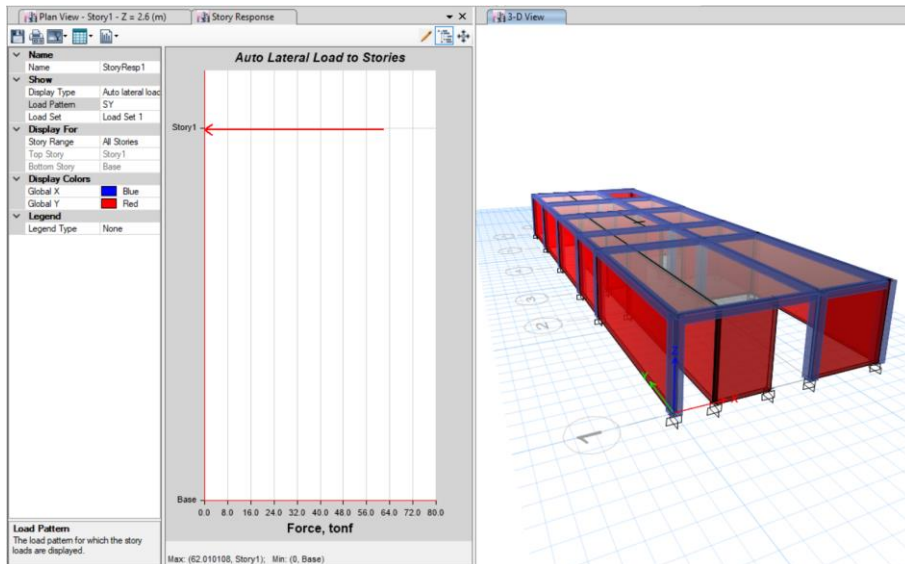 Plan View - Story1 - Z = 2.6 (m)
Story Response
3-D View
Name
Name StoryResp1
Show
Display Type Auto lateral load
Load Pattern SY
Load Set Load Set 1
Display For
Story Range All Stories
Top Story Story1
Bottom Story Base
Display Colors
Global X Blue
Global Y Red
Legend
Legend Type None
Load Pattern
The load pattern for which the story
loads are displayed.
Auto Lateral Load to Stories
Story1
Base
0.0 8.0 16.0 24.0 32.0 40.0 48.0 56.0 64.0 72.0 80.0
Force, tonf
Max: (62.010108, Story1); Min: (0, Base)
4
3
2
1
Z
X